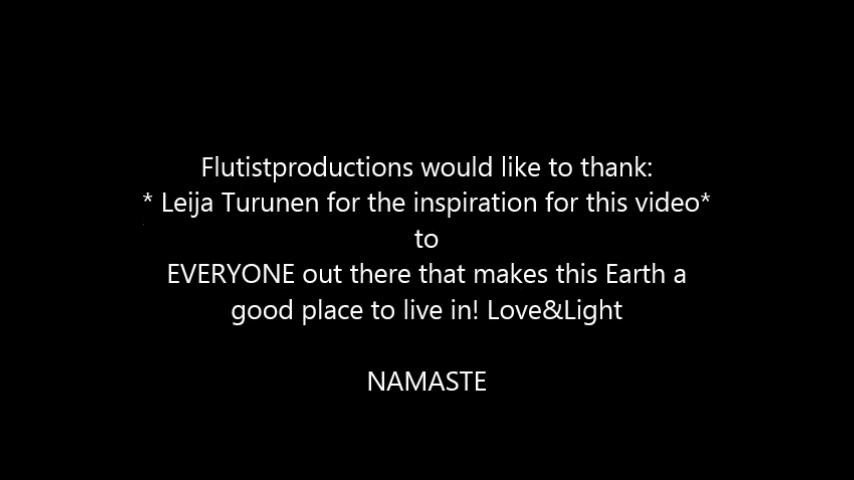 Flutistproductions would like to thank:
* Leija Turunen for the inspiration for this video*
to
EVERYONE out there that makes this Earth a
good place to live in! Love&Light
NAMASTE